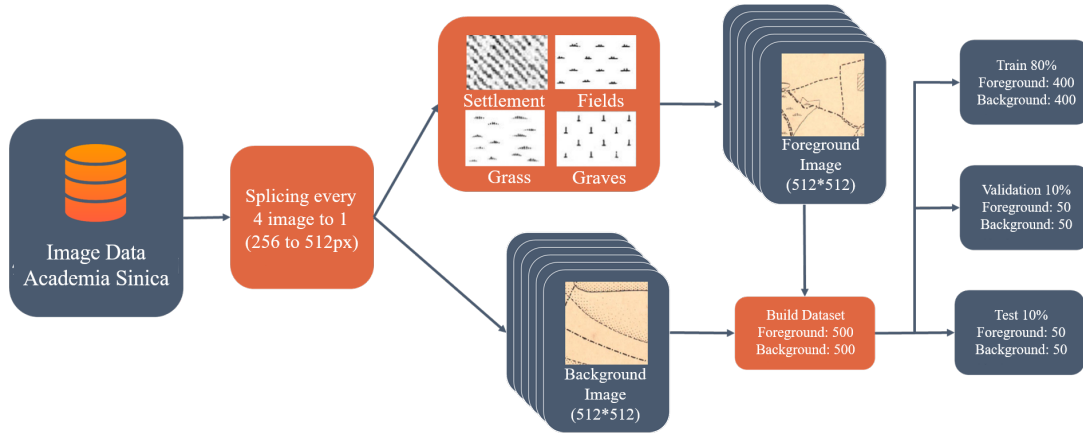 Image Data
Academia Sinica
Splicing every
4 image to 1
(256 to 512px)
Settlement
Fields
Grass
Graves
Foreground
Image
(512*512)
Background
Image
(512*512)
Build Dataset
Foreground: 500
Background: 500
Train 80%
Foreground: 400
Background: 400
Validation 10%
Foreground: 50
Background: 50
Test 10%
Foreground: 50
Background: 50